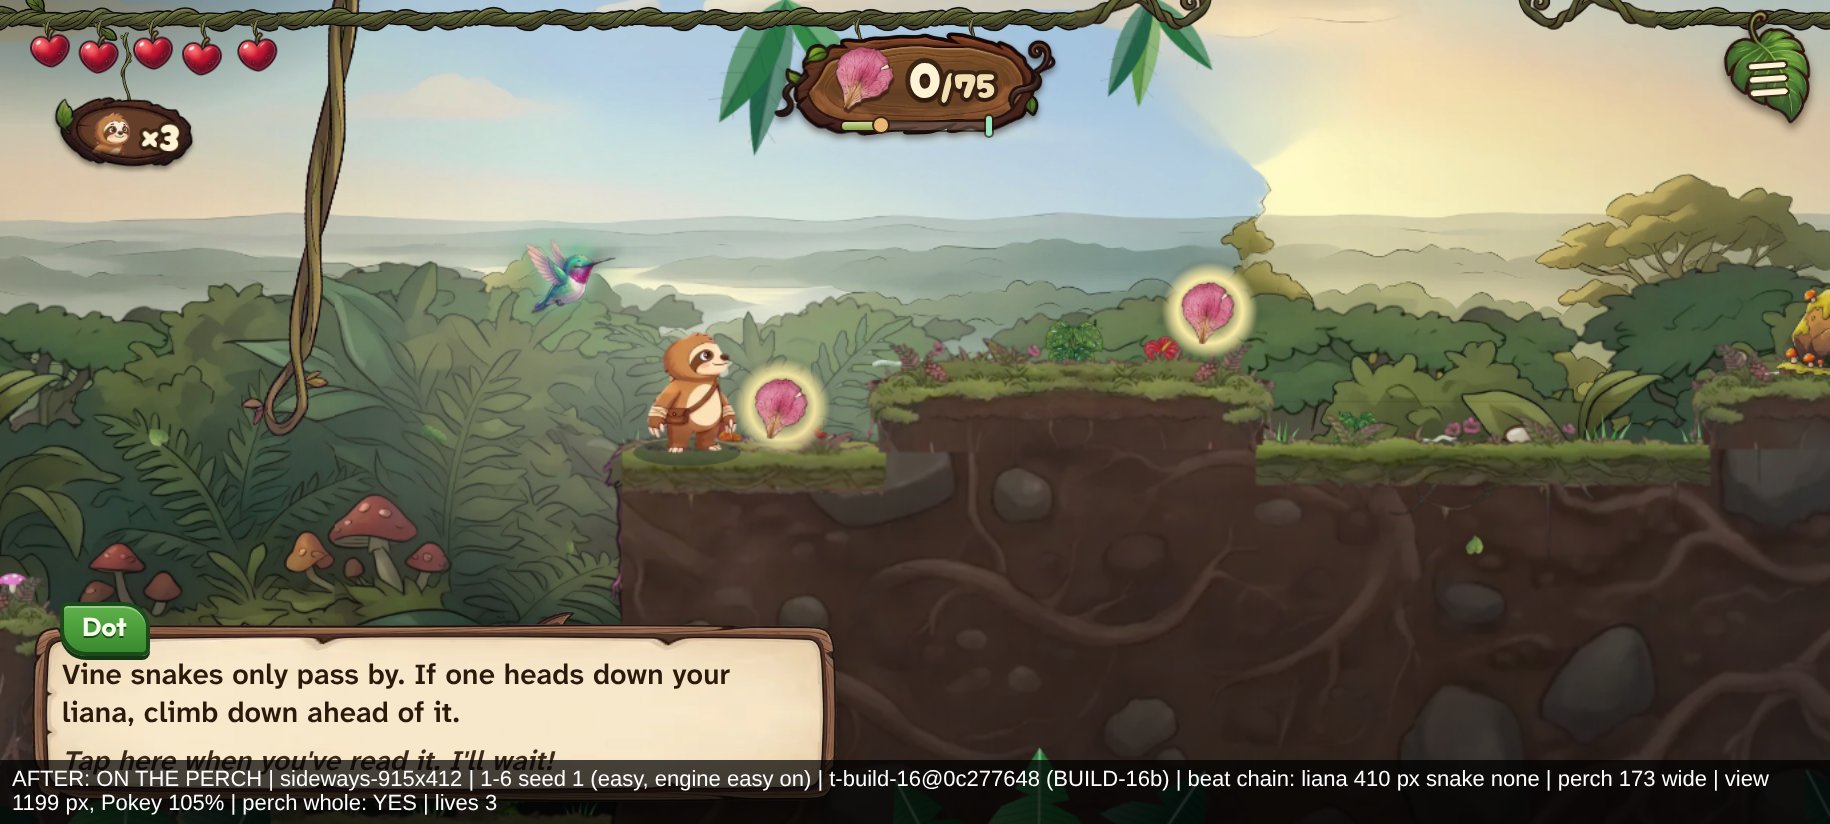 0/75
x3
Dot
Vine snakes only pass by. If one heads down your
liana, climb down ahead of it.
Tap here when you've read it. I'll wait!
AFTER: ON THE PERCH | sideways-915x412 | 1-6 seed 1 (easy, engine easy on) | t-build-16@0c277648 (BUILD-16b) | beat chain: liana 410 px snake none | perch 173 wide | view
1199 px, Pokey 105% | perch whole: YES | lives 3